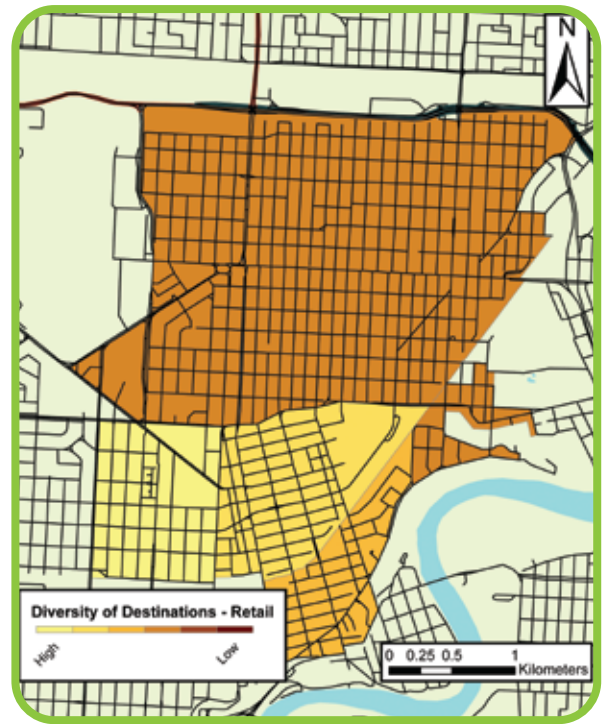 N
Diversity of Destinations - Retail
High Low
0 0.25 0.5 1
Kilometers